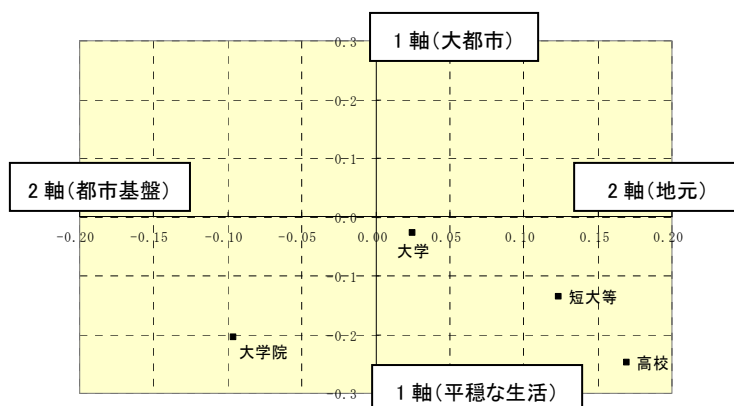 1 軸（大都市）
0.3
0.2
0.1
2 軸（都市基盤）
2 軸（地元）
0.0
-0.20 -0.15 -0.10 -0.05 0.00 0.05 0.10 0.15 0.20
大学
-0.1
短大等
-0.2
大学院
高校
1 軸（平穏な生活）
-0.3